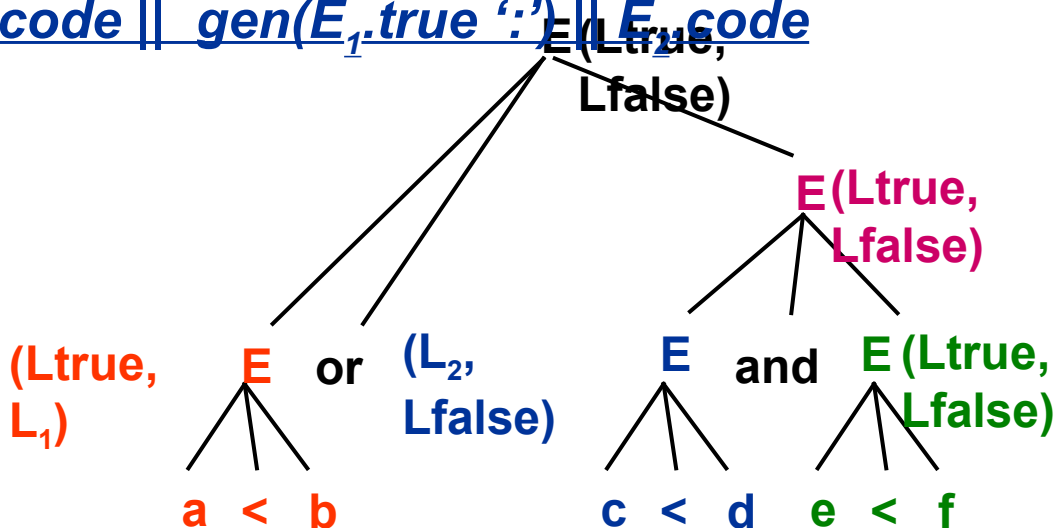 code || gen(E1.true ‘:’) || E2.code
E (Ltrue,
Lfalse)
E (Ltrue,
Lfalse)
(Ltrue,
L1)
E or
(L2,
Lfalse)
E and E (Ltrue,
Lfalse)
a < b c < d e < f